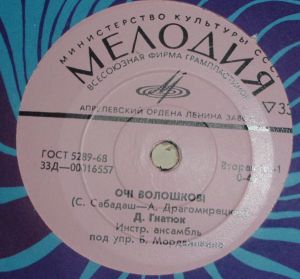 МИНИСТЕРСТВО КУЛЬТУРЫ СССР
МЕЛОДИЯ
ВСЕСОЮЗНАЯ ФИРМА ГРАМПЛАСТИНОК
АПРЕЛЕВСКИЙ ОРДЕНА ЛЕНИНА ЗАВОД
▽33
ГОСТ 5289-68
33Д—00016557
Вторая
ОЧІ ВОЛОШКОВІ
(С. Сабадаш—А. Драгомирецкий)
Д. Гнатюк
Инстр. ансамбль
под упр. Б.